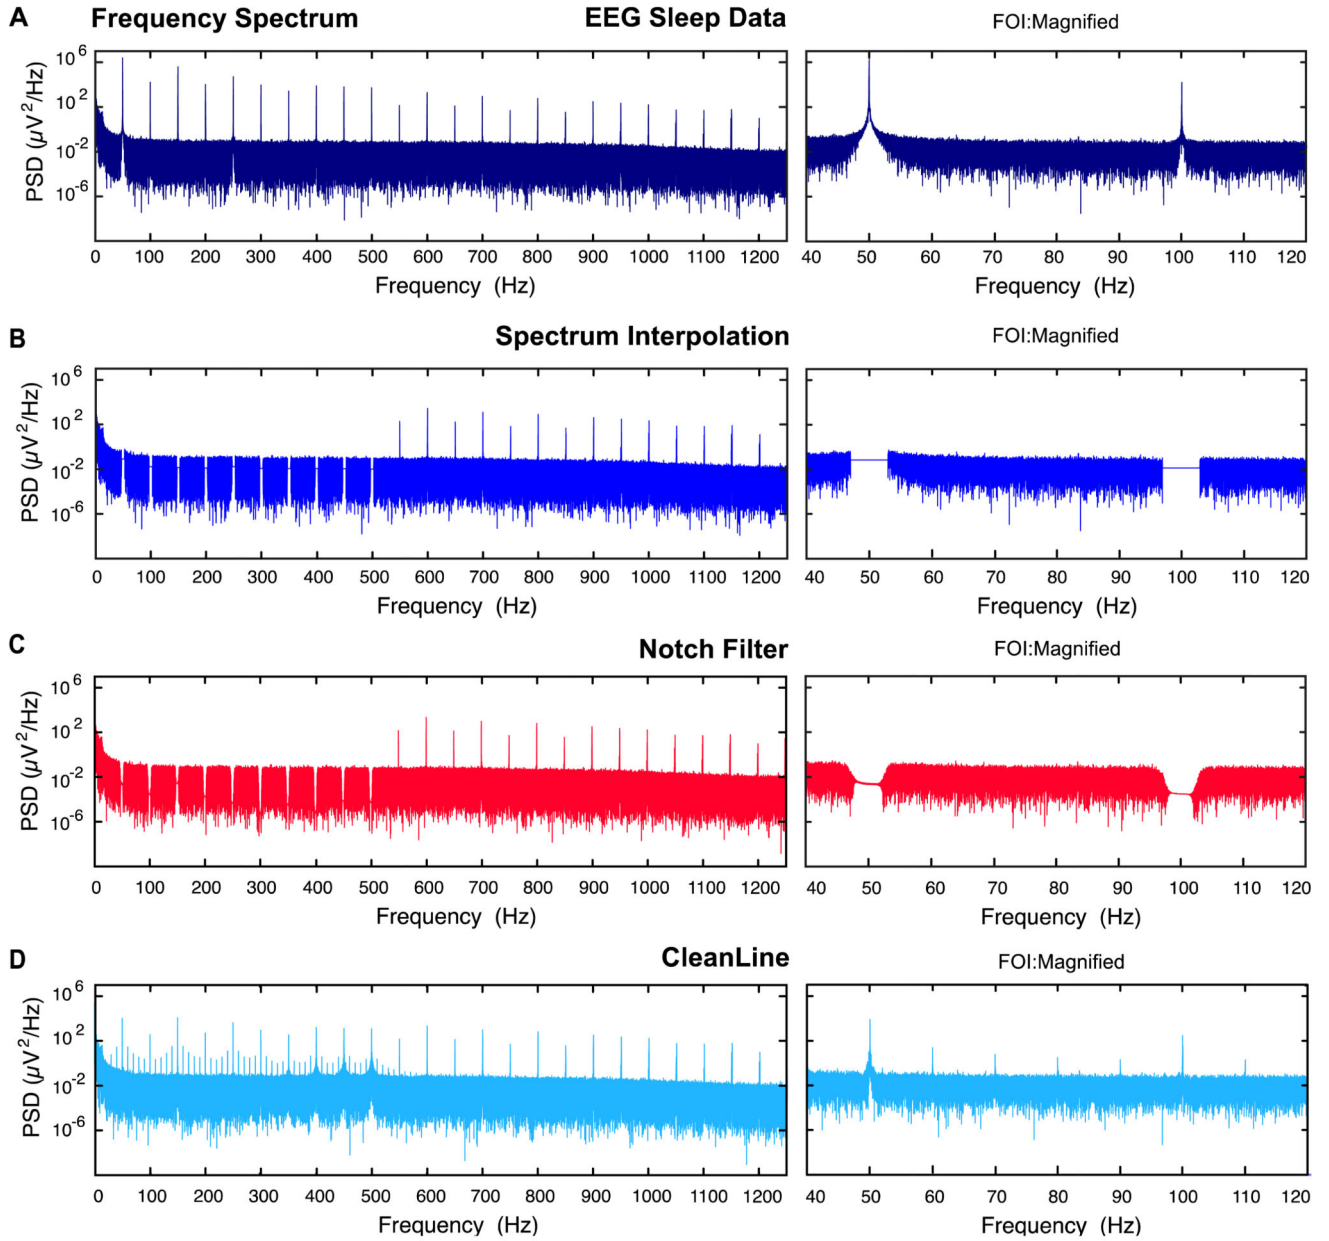 A Frequency Spectrum EEG Sleep Data FOI:Magnified
PSD (µV²/Hz)
10⁶
10²
10⁻²
10⁻⁶
0 100 200 300 400 500 600 700 800 900 1000 1100 1200
40 50 60 70 80 90 100 110 120
Frequency (Hz) Frequency (Hz)
B Spectrum Interpolation FOI:Magnified
PSD (µV²/Hz)
10⁶
10²
10⁻²
10⁻⁶
0 100 200 300 400 500 600 700 800 900 1000 1100 1200
40 50 60 70 80 90 100 110 120
Frequency (Hz) Frequency (Hz)
C Notch Filter FOI:Magnified
PSD (µV²/Hz)
10⁶
10²
10⁻²
10⁻⁶
0 100 200 300 400 500 600 700 800 900 1000 1100 1200
40 50 60 70 80 90 100 110 120
Frequency (Hz) Frequency (Hz)
D CleanLine FOI:Magnified
PSD (µV²/Hz)
10⁶
10²
10⁻²
10⁻⁶
0 100 200 300 400 500 600 700 800 900 1000 1100 1200
40 50 60 70 80 90 100 110 120
Frequency (Hz) Frequency (Hz)